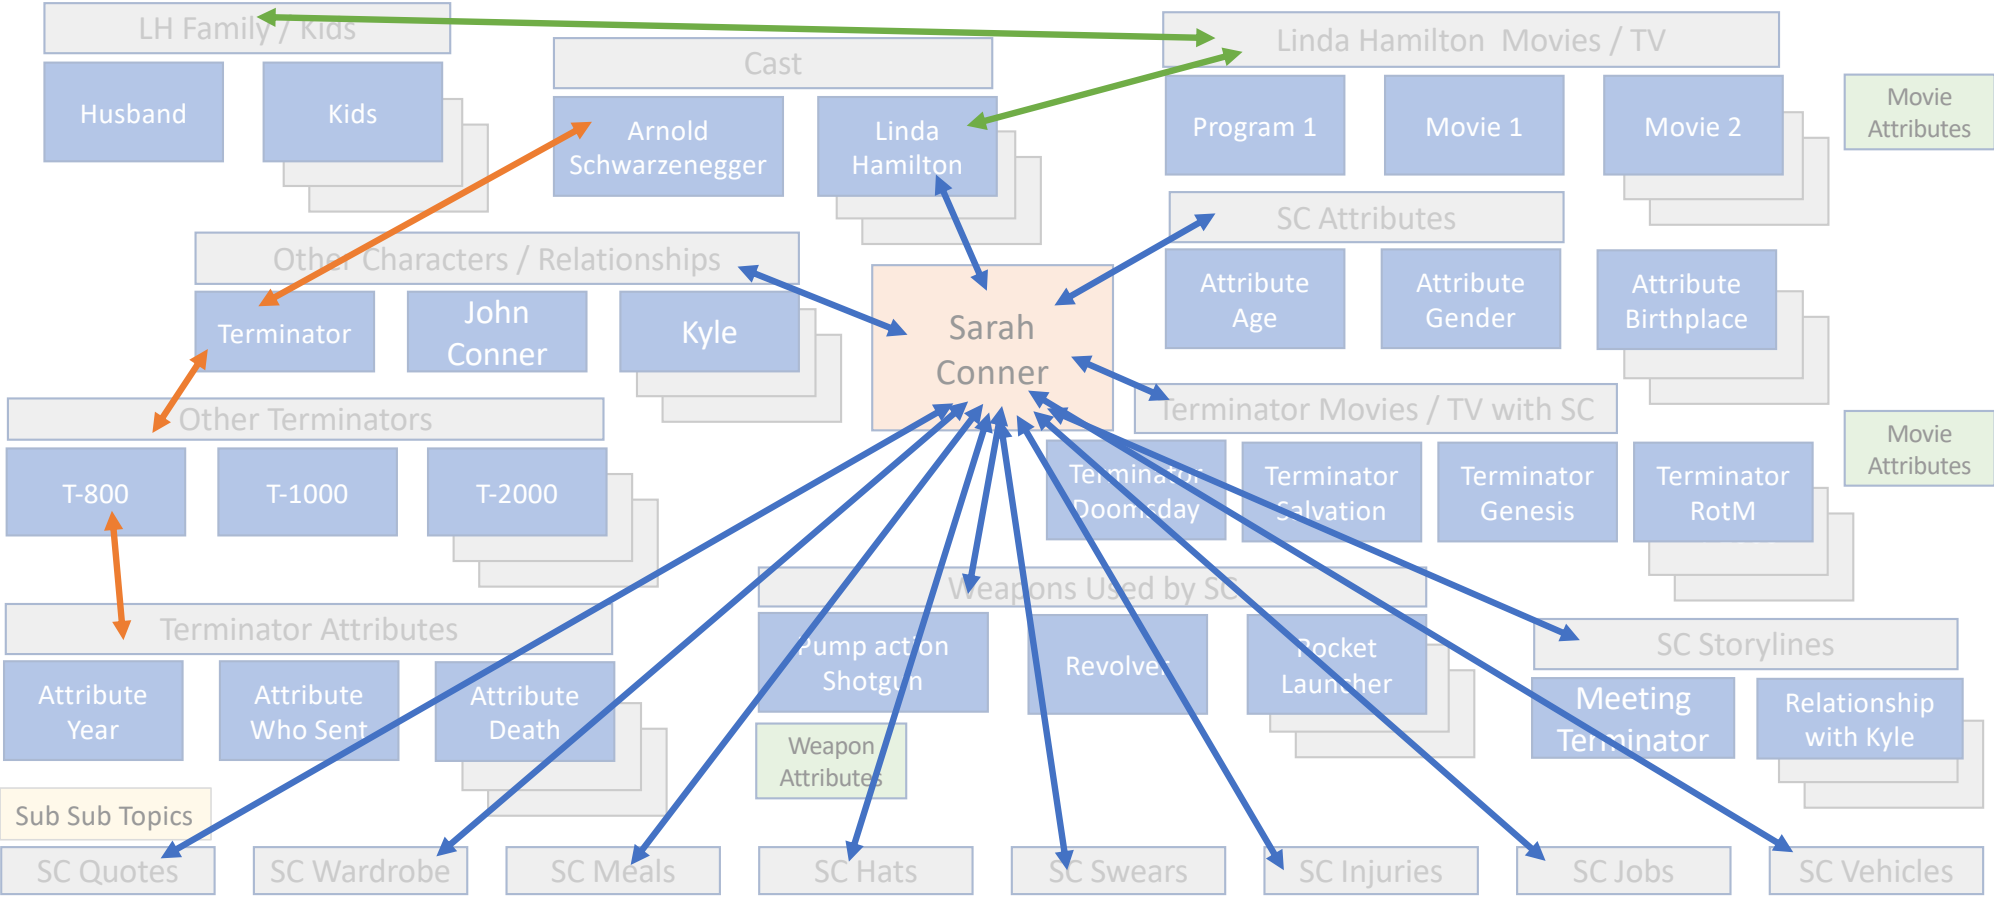 LH Family / Kids
Husband
Kids
Cast
Arnold
Schwarzenegger
Linda
Hamilton
Linda Hamilton  Movies / TV
Program 1
Movie 1
Movie 2
Movie
Attributes
SC Attributes
Attribute
Age
Attribute
Gender
Attribute
Birthplace
Other Characters / Relationships
Terminator
John
Conner
Kyle
Sarah
Conner
Other Terminators
T-800
T-1000
T-2000
Terminator Movies / TV with SC
Terminator
Doomsday
Terminator
Salvation
Terminator
Genesis
Terminator
RotM
Movie
Attributes
Terminator Attributes
Attribute
Year
Attribute
Who Sent
Attribute
Death
Weapons Used by SC
Pump action
Shotgun
Revolver
Rocket
Launcher
Weapon
Attributes
SC Storylines
Meeting
Terminator
Relationship
with Kyle
Sub Sub Topics
SC Quotes
SC Wardrobe
SC Meals
SC Hats
SC Swears
SC Injuries
SC Jobs
SC Vehicles